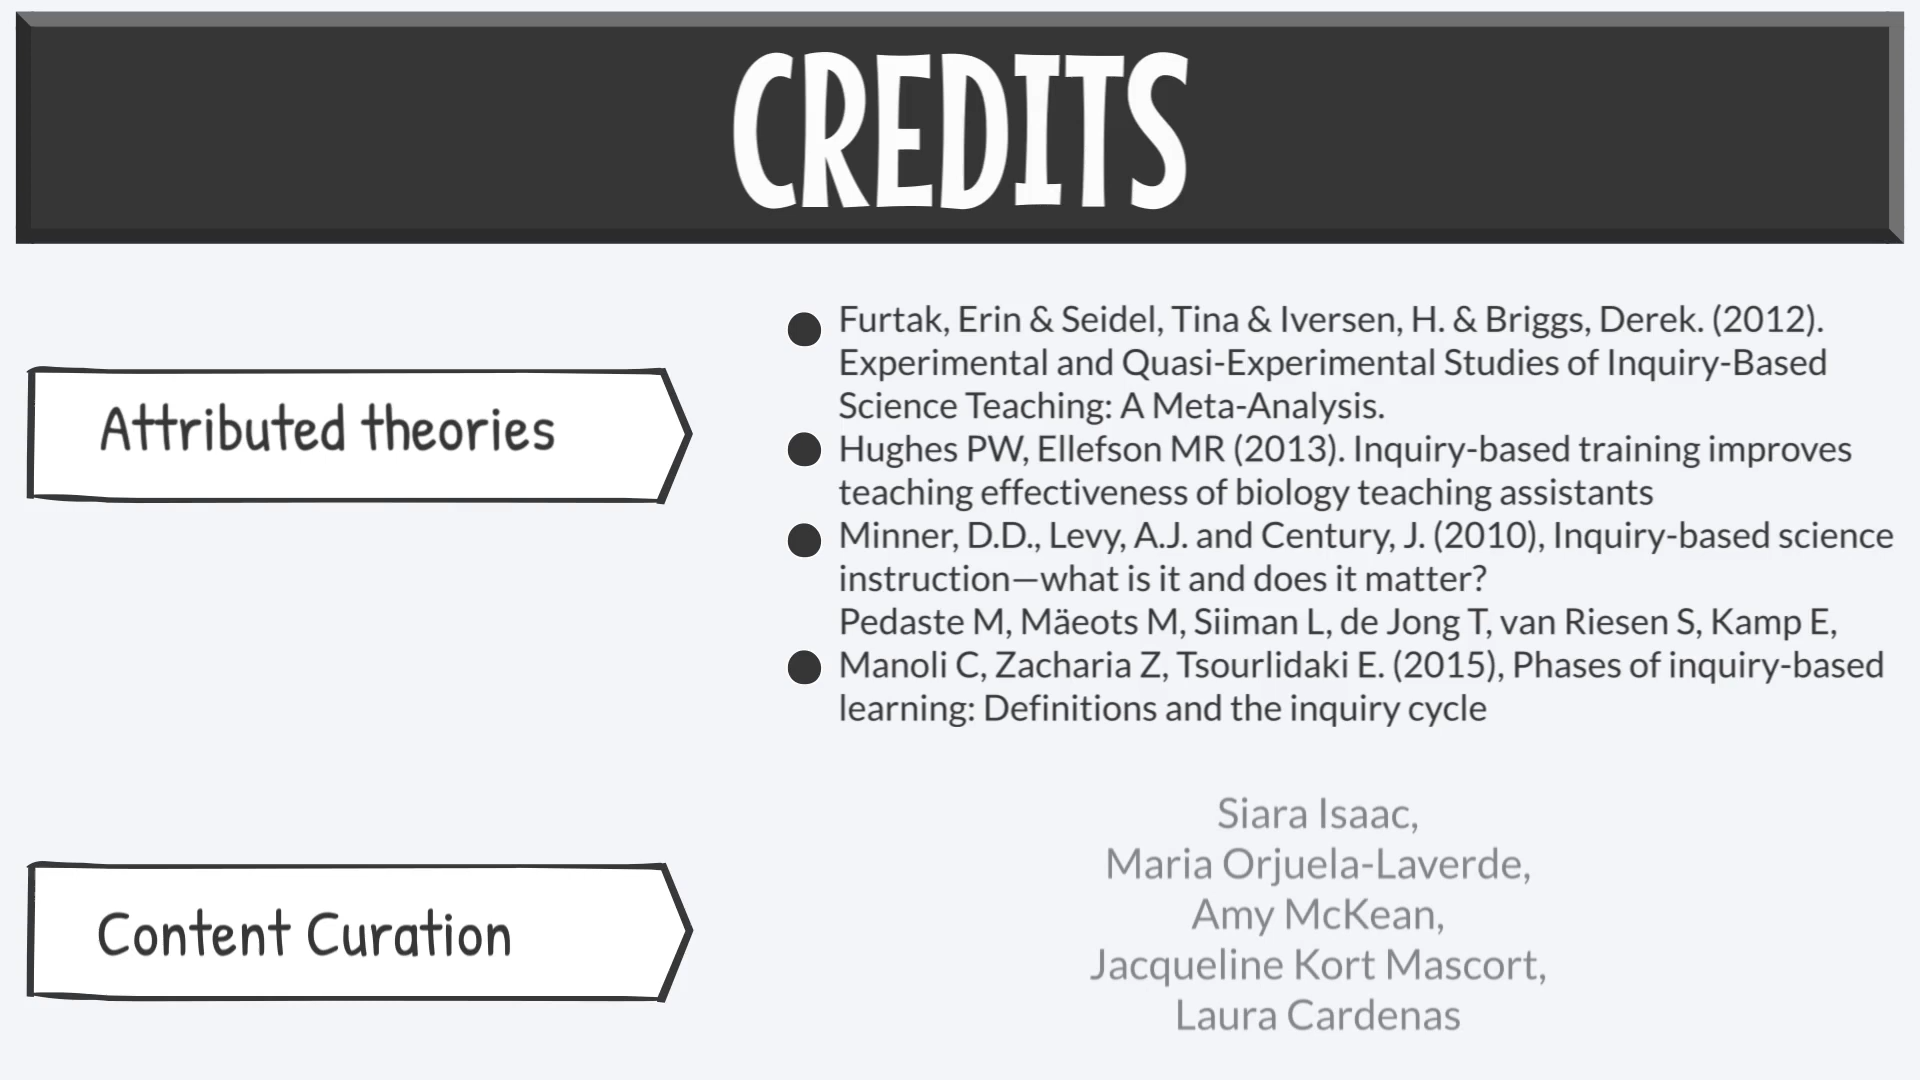 CREDITS
Attributed theories
Furtak, Erin & Seidel, Tina & Iversen, H. & Briggs, Derek. (2012).
Experimental and Quasi-Experimental Studies of Inquiry-Based
Science Teaching: A Meta-Analysis.
Hughes PW, Ellefson MR (2013). Inquiry-based training improves
teaching effectiveness of biology teaching assistants
Minner, D.D., Levy, A.J. and Century, J. (2010), Inquiry-based science
instruction—what is it and does it matter?
Pedaste M, Mäeots M, Siiman L, de Jong T, van Riesen S, Kamp E,
Manoli C, Zacharia Z, Tsourlidaki E. (2015), Phases of inquiry-based
learning: Definitions and the inquiry cycle
Content Curation
Siara Isaac,
Maria Orjuela-Laverde,
Amy McKean,
Jacqueline Kort Mascort,
Laura Cardenas